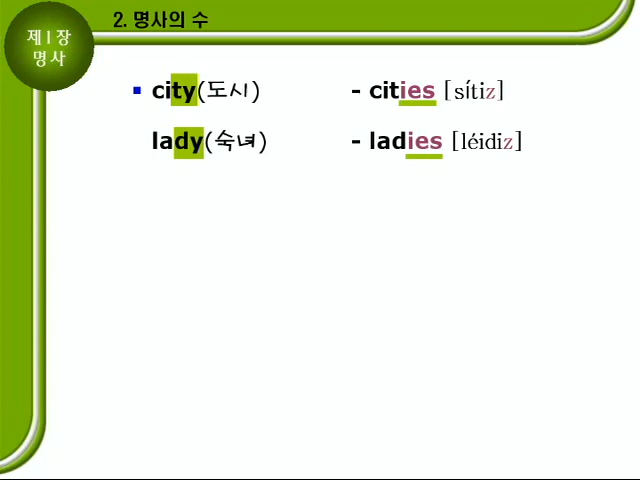 제1장
명사
2. 명사의 수
▪ city(도시) - cities [sítiz]
lady(숙녀) - ladies [léidiz]